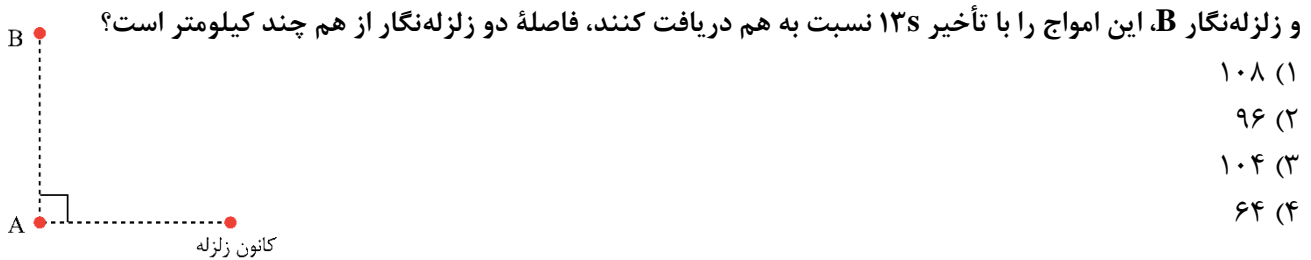 و زلزله‌نگار B، این امواج را با تأخیر ۱۳s نسبت به هم دریافت کنند، فاصلهٔ دو زلزله‌نگار از هم چند کیلومتر است؟
B
۱) ۱۰۸
۲) ۹۶
۳) ۱۰۴
۴) ۶۴
A
کانون زلزله